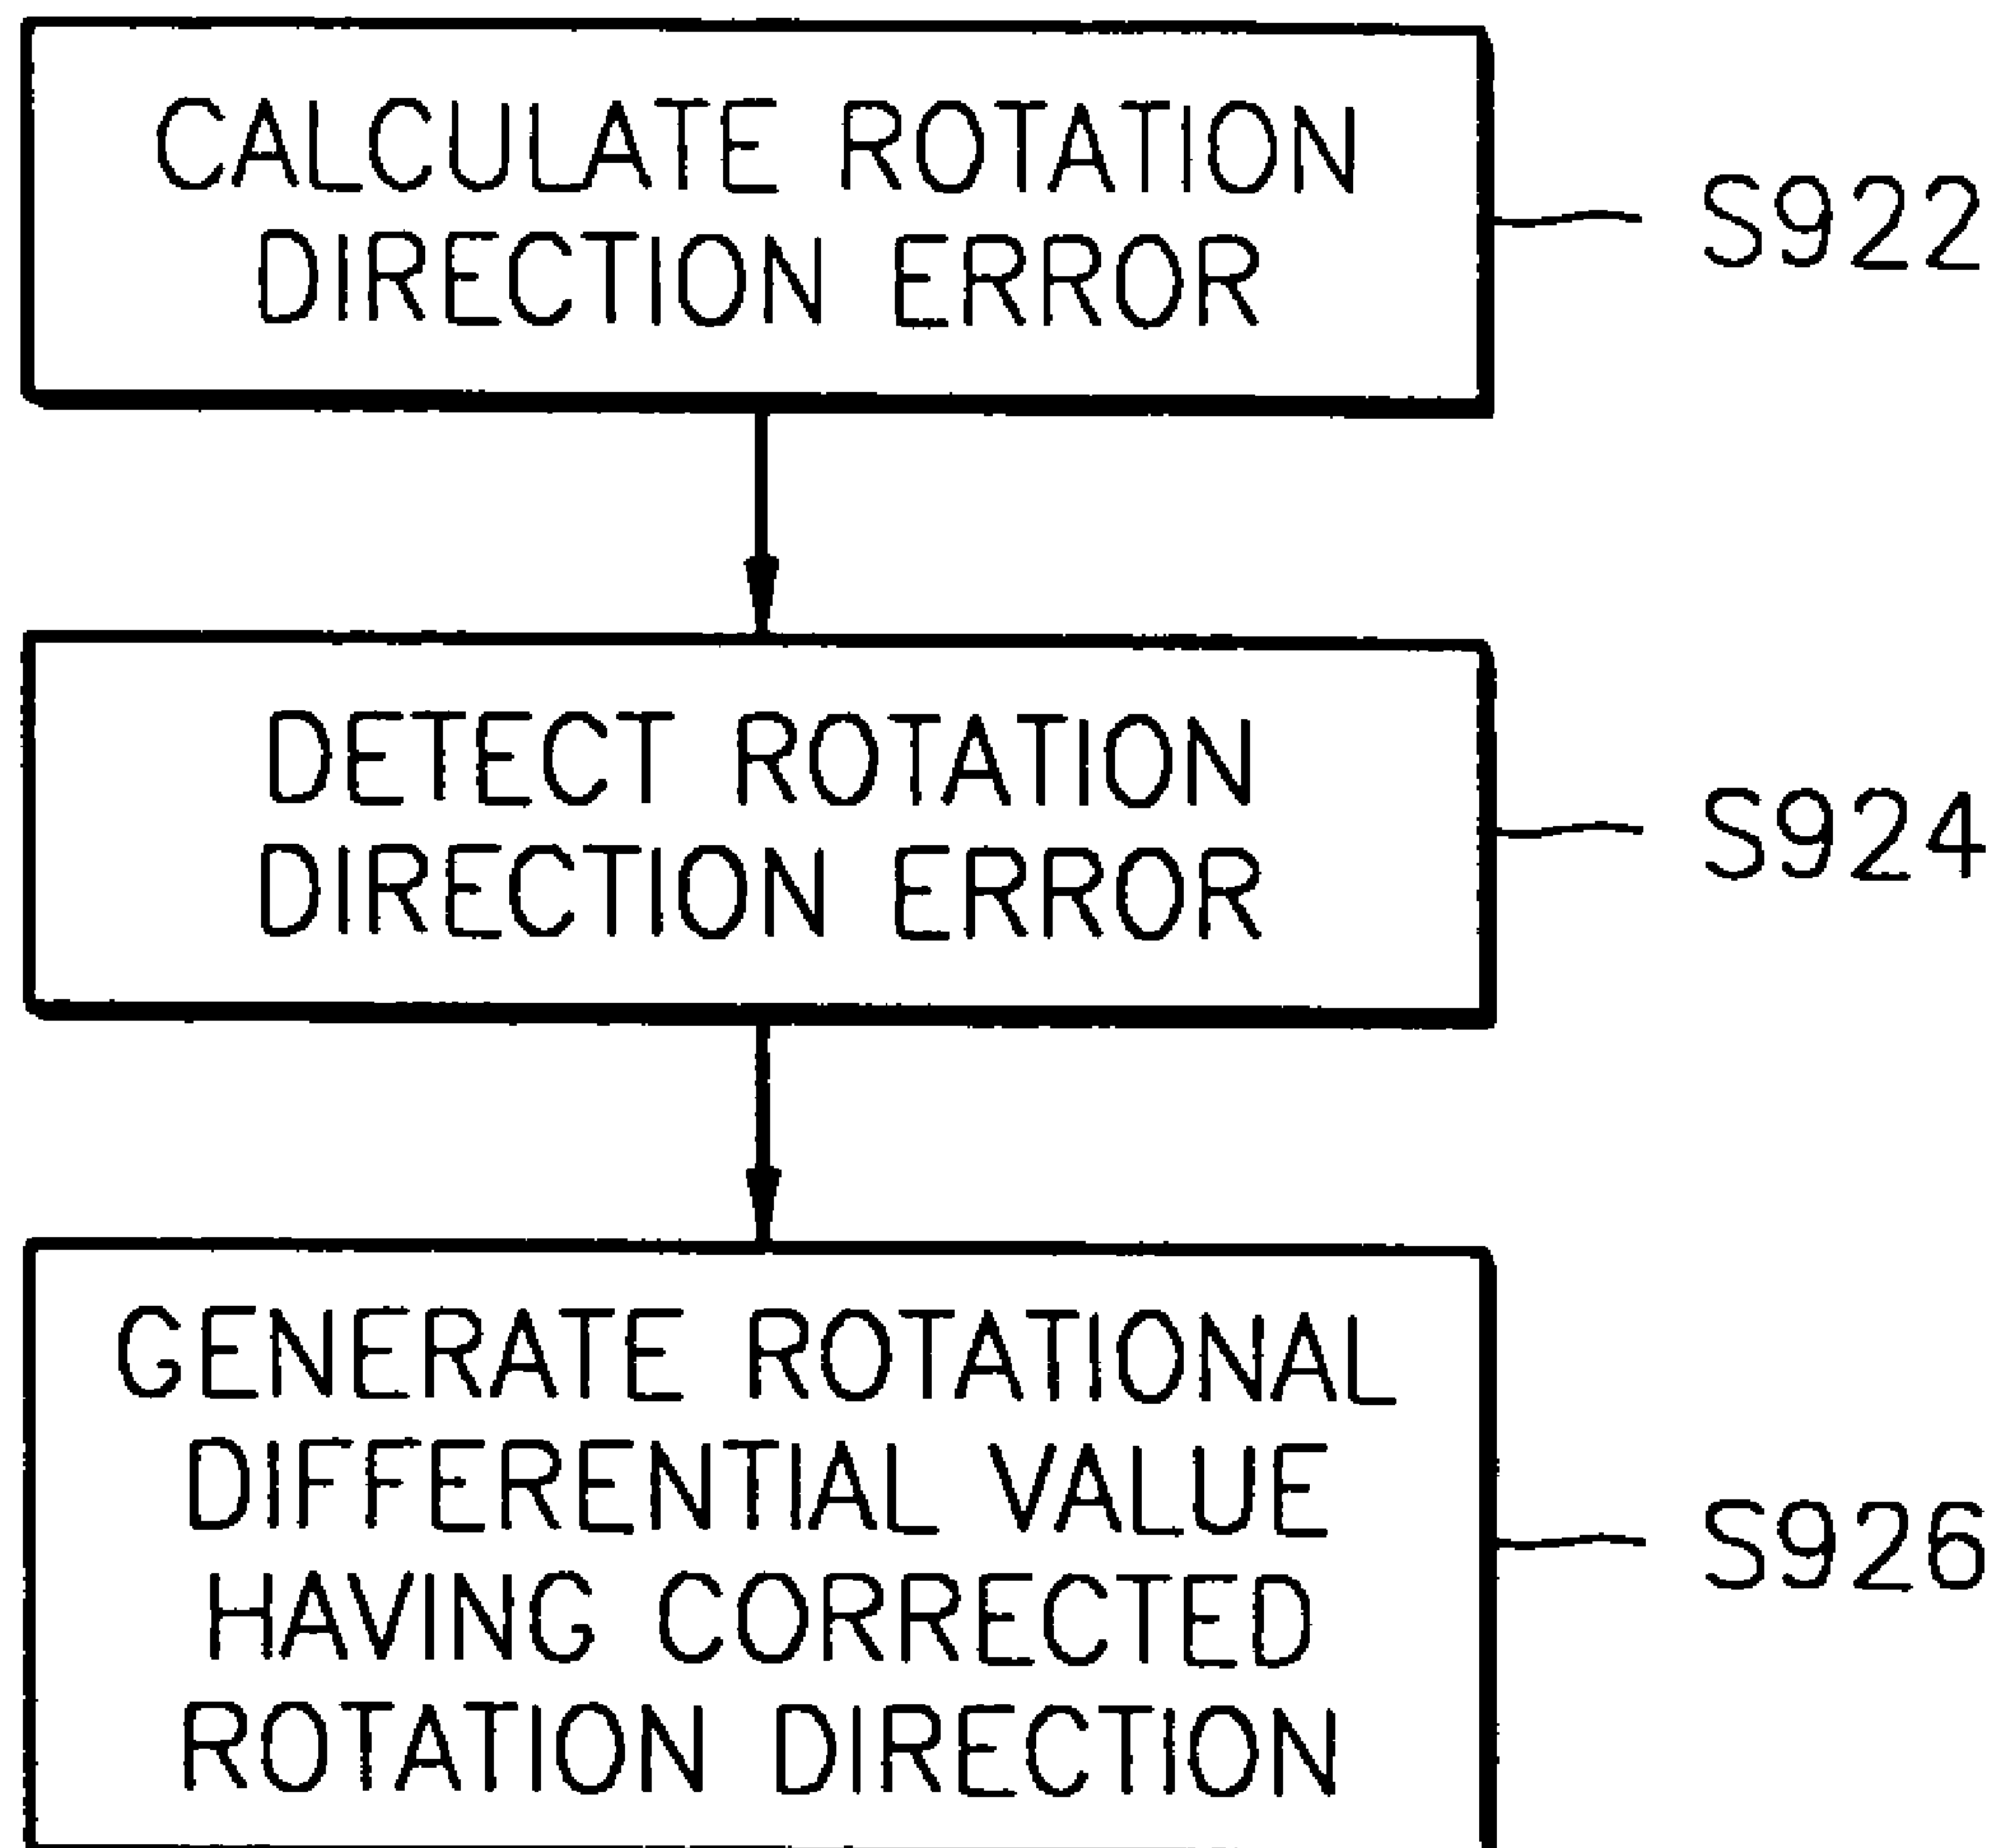 CALCULATE ROTATION
DIRECTION ERROR
S922
DETECT ROTATION
DIRECTION ERROR
S924
GENERATE ROTATIONAL
DIFFERENTIAL VALUE
HAVING CORRECTED
ROTATION DIRECTION
S926